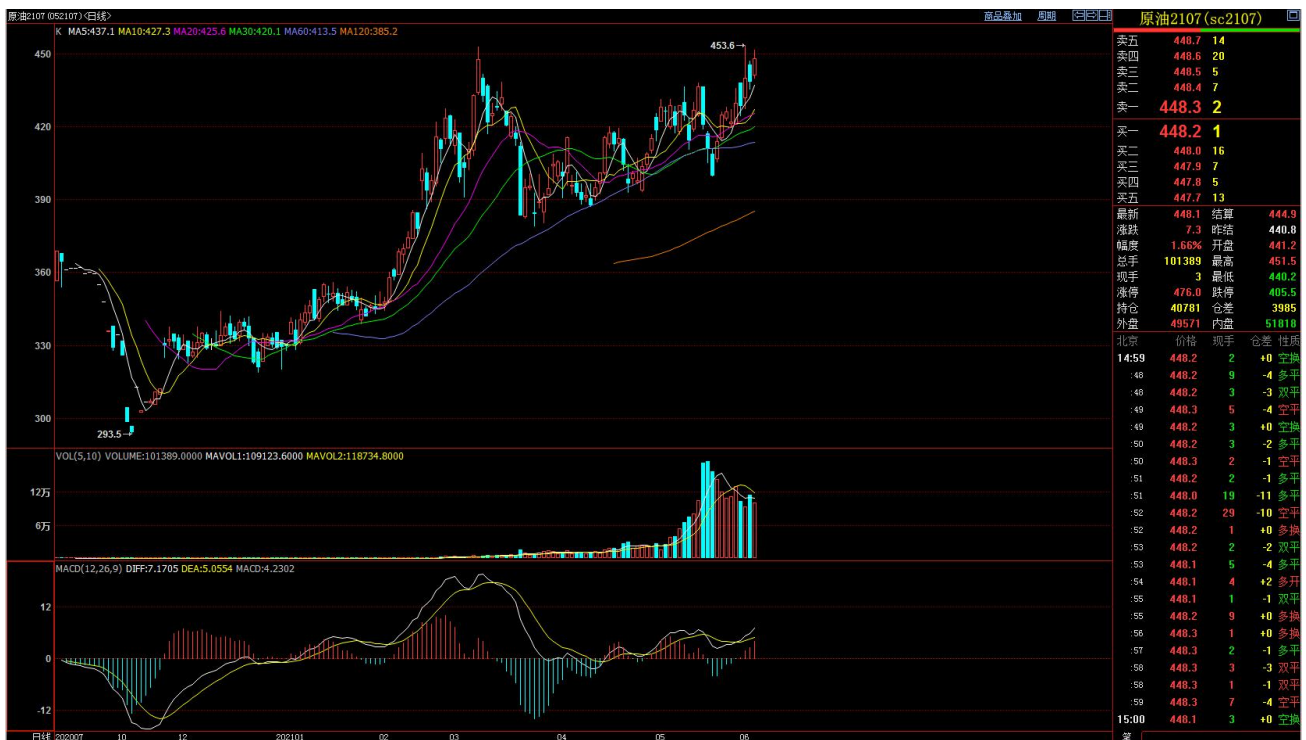 原油2107 (052107)<日线>
商品叠加 周期
K MA5:437.1 MA10:427.3 MA20:425.6 MA30:420.1 MA60:413.5 MA120:385.2
450
420
390
360
330
300
453.6
293.5
VOL(5,10) VOLUME:101389.0000 MAVOL1:109123.6000 MAVOL2:118734.8000
12万
6万
MACD(12,26,9) DIFF:7.1705 DEA:5.0554 MACD:4.2302
12
0
-12
日线 202007 10 12 202101 02 03 04 05 06
原油2107(sc2107)
卖五 448.7 14
卖四 448.6 20
卖三 448.5 5
卖二 448.4 7
卖一 448.3 2
买一 448.2 1
买二 448.0 16
买三 447.9 7
买四 447.8 5
买五 447.7 13
最新 448.1 结算 444.9
涨跌 7.3 昨结 440.8
幅度 1.66% 开盘 441.2
总手 101389 最高 451.5
现手 3 最低 440.2
涨停 476.0 跌停 405.5
持仓 40781 仓差 3985
外盘 49571 内盘 51818
北京 价格 现手 仓差 性质
14:59 448.2 2 +0 空换
:48 448.2 9 -4 多平
:48 448.2 3 -3 双平
:49 448.3 5 -4 空平
:49 448.2 3 +0 空换
:50 448.2 3 -2 多平
:50 448.3 2 -1 空平
:51 448.2 2 -1 多平
:51 448.0 19 -11 多平
:52 448.2 29 -10 空平
:52 448.2 1 +0 多换
:53 448.2 2 -2 双平
:53 448.1 5 -4 多平
:54 448.1 4 +2 多开
:55 448.1 1 -1 双平
:55 448.2 9 +0 多换
:56 448.3 1 +0 多换
:57 448.3 2 -1 多平
:58 448.3 3 -3 双平
:58 448.3 1 -1 双平
:59 448.3 7 -4 空平
15:00 448.1 3 +0 空换
笔